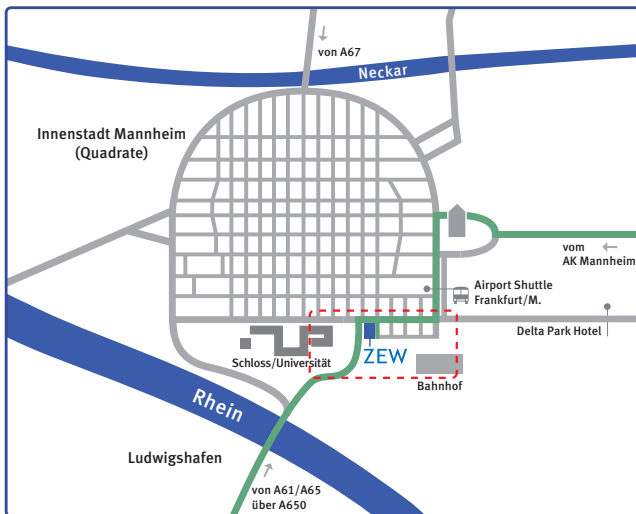 von A67
Neckar
Innenstadt Mannheim
(Quadrate)
vom
AK Mannheim
Airport Shuttle
Frankfurt/M.
Delta Park Hotel
ZEW
Schloss/Universität
Bahnhof
Rhein
Ludwigshafen
von A61/A65
über A650